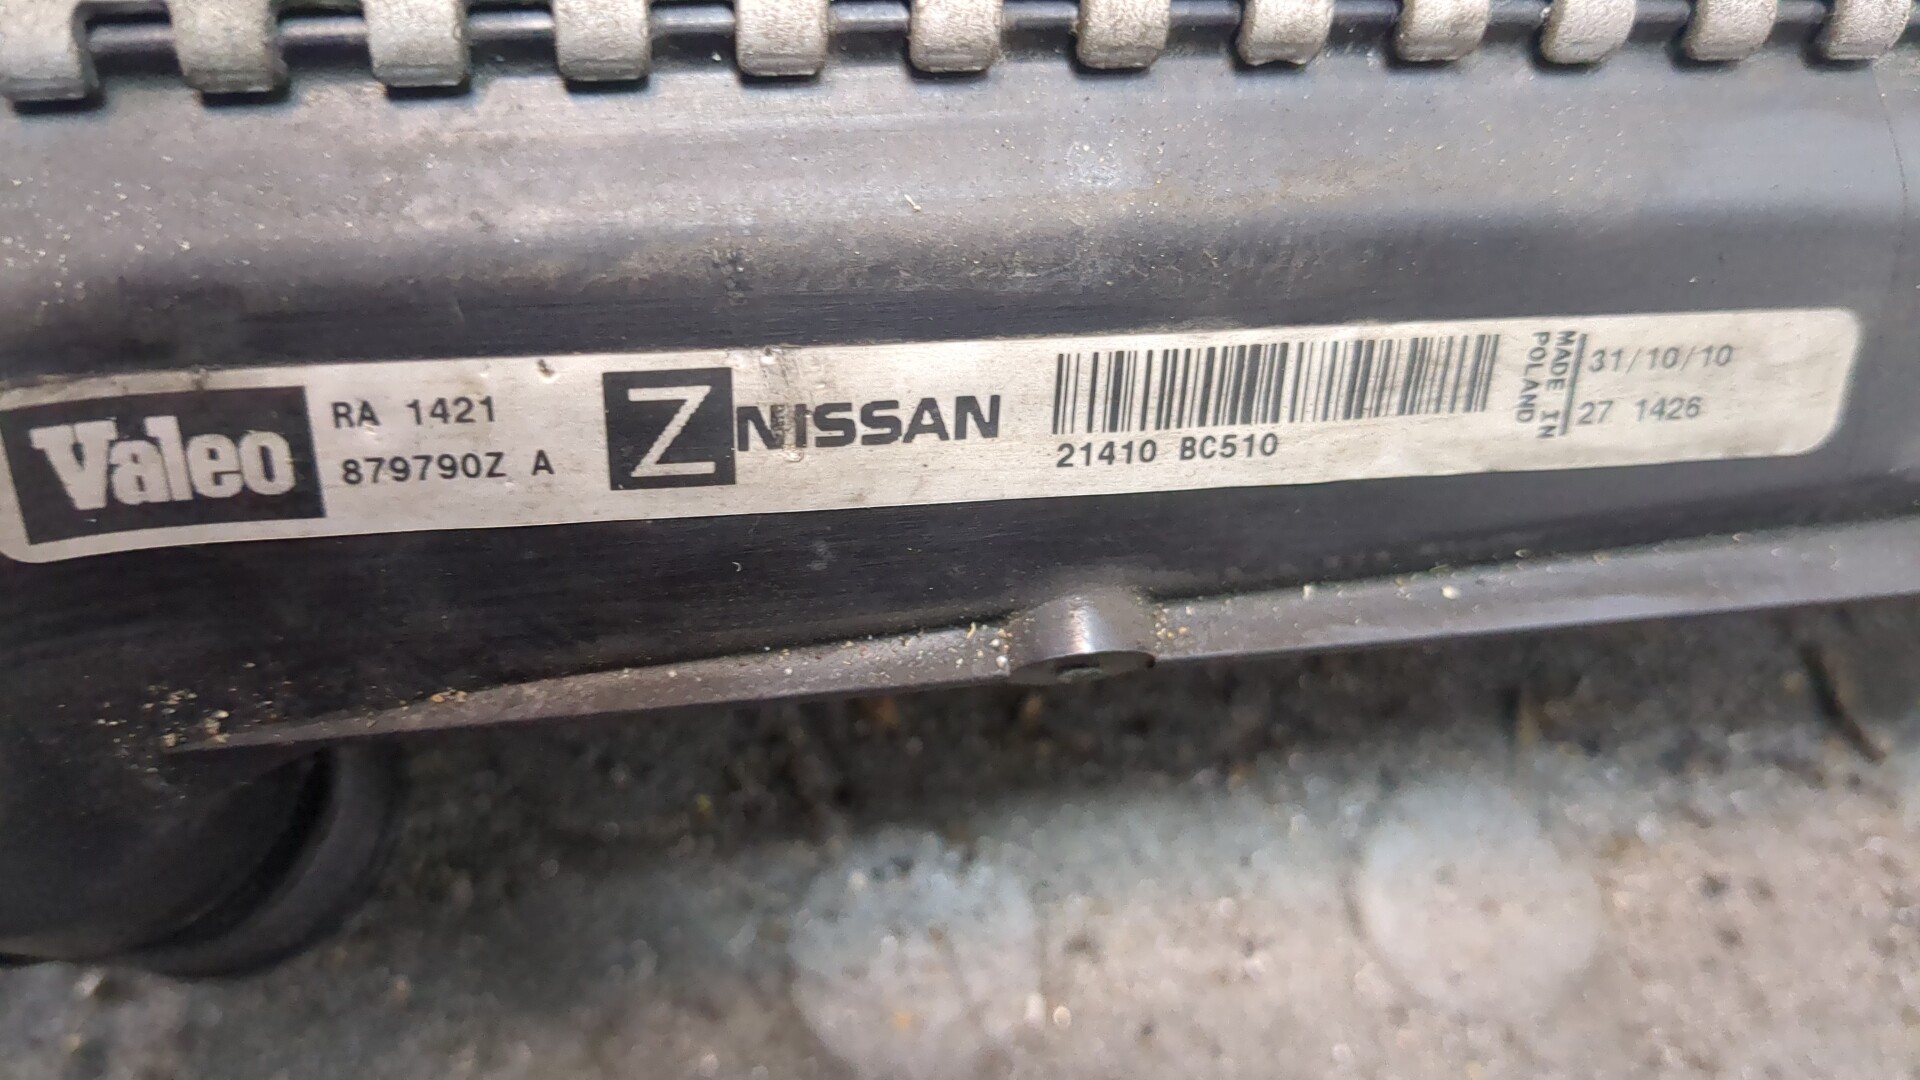 Valeo
RA 1421
879790Z A
Z NISSAN
21410 BC510
MADE IN
POLAND
31/10/10
27 1426